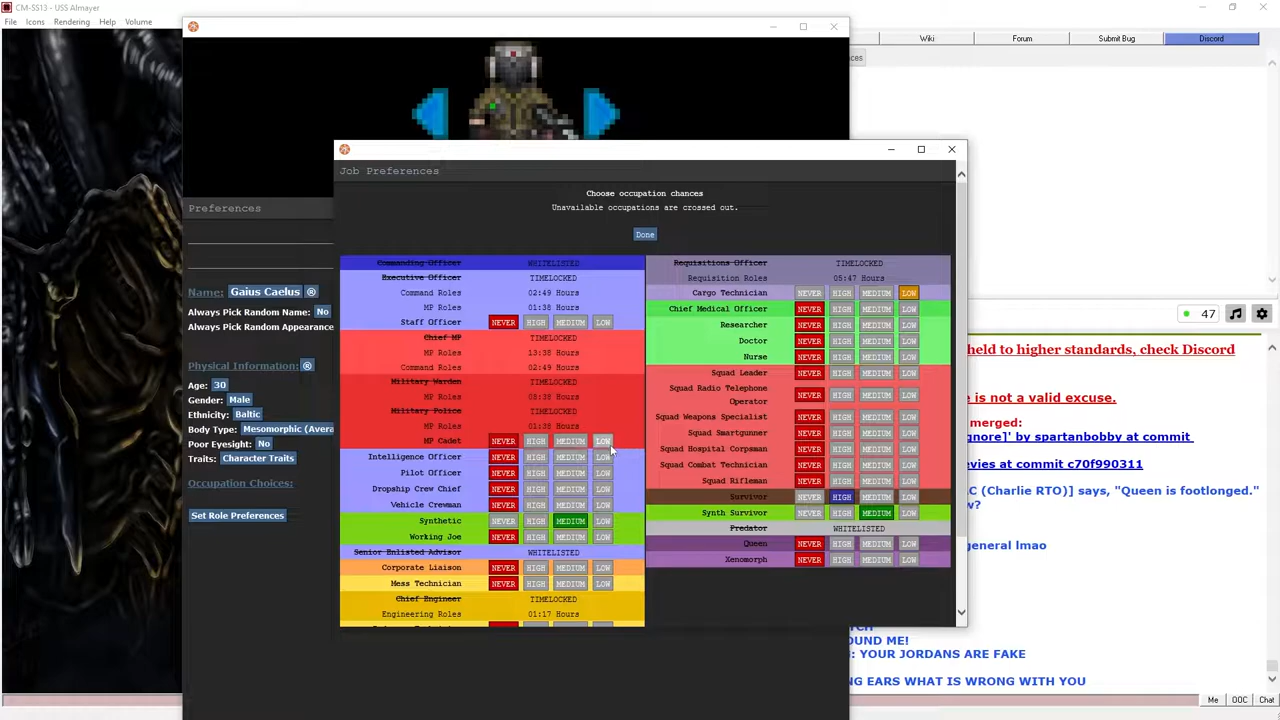 CM-SS13 - USS Almayer
File Icons Rendering Help Volume
Wiki Forum Submit Bug Discord
ces
Job Preferences
Choose occupation chances
Unavailable occupations are crossed out.
Done
Preferences
Name: Gaius Caelus ®
Always Pick Random Name: No
Always Pick Random Appearance
Physical Information: ®
Age: 30
Gender: Male
Ethnicity: Baltic
Body Type: Mesomorphic (Avera
Poor Eyesight: No
Traits: Character Traits
Occupation Choices:
Set Role Preferences
Commanding Officer WHITELISTED
Executive Officer TIMELOCKED
Command Roles 02:49 Hours
MP Roles 01:38 Hours
Staff Officer NEVER HIGH MEDIUM LOW
Chief MP TIMELOCKED
MP Roles 13:38 Hours
Command Roles 02:49 Hours
Military Warden TIMELOCKED
MP Roles 08:38 Hours
Military Police TIMELOCKED
MP Roles 01:38 Hours
MP Cadet NEVER HIGH MEDIUM LOW
Intelligence Officer NEVER HIGH MEDIUM LOW
Pilot Officer NEVER HIGH MEDIUM LOW
Dropship Crew Chief NEVER HIGH MEDIUM LOW
Vehicle Crewman NEVER HIGH MEDIUM LOW
Synthetic NEVER HIGH MEDIUM LOW
Working Joe NEVER HIGH MEDIUM LOW
Senior Enlisted Advisor WHITELISTED
Corporate Liaison NEVER HIGH MEDIUM LOW
Mess Technician NEVER HIGH MEDIUM LOW
Chief Engineer TIMELOCKED
Engineering Roles 01:17 Hours
Requisitions Officer TIMELOCKED
Requisition Roles 05:47 Hours
Cargo Technician NEVER HIGH MEDIUM LOW
Chief Medical Officer NEVER HIGH MEDIUM LOW
Researcher NEVER HIGH MEDIUM LOW
Doctor NEVER HIGH MEDIUM LOW
Nurse NEVER HIGH MEDIUM LOW
Squad Leader NEVER HIGH MEDIUM LOW
Squad Radio Telephone
Operator NEVER HIGH MEDIUM LOW
Squad Weapons Specialist NEVER HIGH MEDIUM LOW
Squad Smartgunner NEVER HIGH MEDIUM LOW
Squad Hospital Corpsman NEVER HIGH MEDIUM LOW
Squad Combat Technician NEVER HIGH MEDIUM LOW
Squad Rifleman NEVER HIGH MEDIUM LOW
Survivor NEVER HIGH MEDIUM LOW
Synth Survivor NEVER HIGH MEDIUM LOW
Predator WHITELISTED
Queen NEVER HIGH MEDIUM LOW
Xenomorph NEVER HIGH MEDIUM LOW
47
held to higher standards, check Discord
e is not a valid excuse.
merged:
gnore]' by spartanbobby at commit
evies at commit c70f990311
C (Charlie RTO)] says, "Queen is footlonged."
w?
general lmao
OUND ME!
: YOUR JORDANS ARE FAKE
NG EARS WHAT IS WRONG WITH YOU
Me OOC Chat